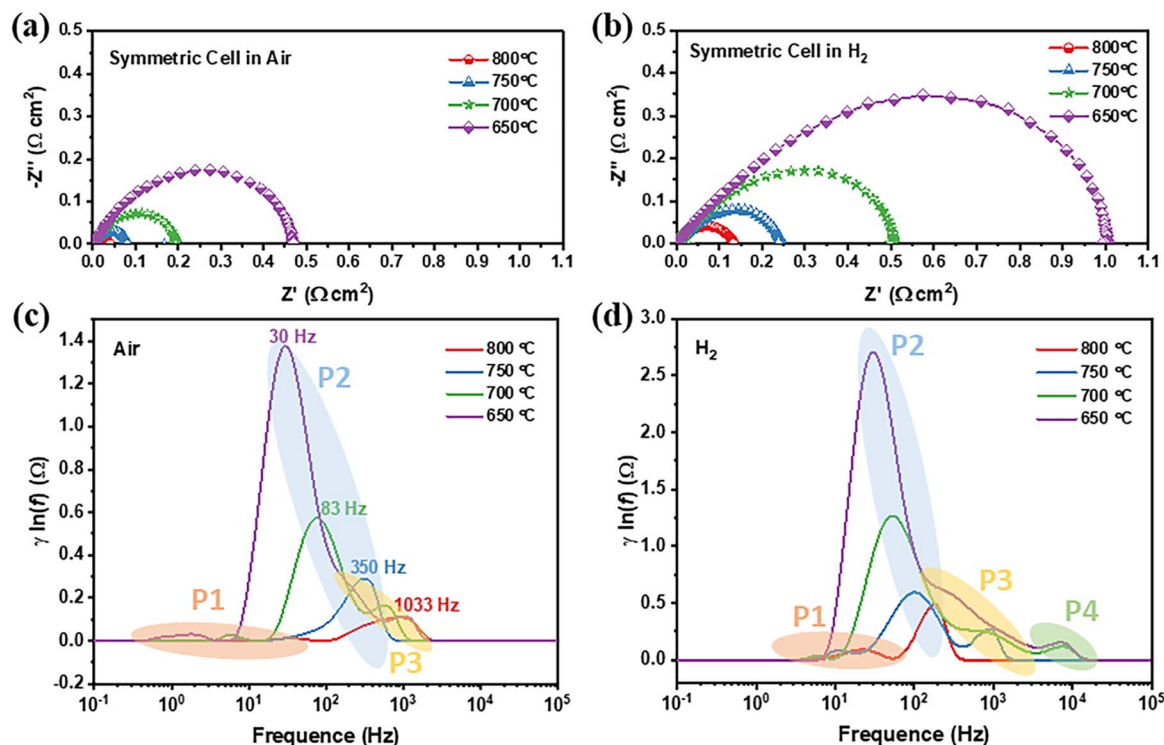 (a)
Symmetric Cell in Air
800℃
750℃
700℃
650℃
-Z'' (Ω cm²)
0.5
0.4
0.3
0.2
0.1
0.0
0.0 0.1 0.2 0.3 0.4 0.5 0.6 0.7 0.8 0.9 1.0 1.1
Z' (Ω cm²)
(b)
Symmetric Cell in H₂
800℃
750℃
700℃
650℃
-Z'' (Ω cm²)
0.5
0.4
0.3
0.2
0.1
0.0
0.0 0.1 0.2 0.3 0.4 0.5 0.6 0.7 0.8 0.9 1.0 1.1
Z' (Ω cm²)
(c)
Air
30 Hz
P2
800 ℃
750 ℃
700 ℃
650 ℃
83 Hz
350 Hz
P1
1033 Hz
P3
γ ln(f) (Ω)
1.4
1.2
1.0
0.8
0.6
0.4
0.2
0.0
-0.2
10⁻¹ 10⁰ 10¹ 10² 10³ 10⁴ 10⁵
Frequence (Hz)
(d)
H₂
P2
800 ℃
750 ℃
700 ℃
650 ℃
P3
P1
P4
γ ln(f) (Ω)
3.0
2.5
2.0
1.5
1.0
0.5
0.0
10⁻¹ 10⁰ 10¹ 10² 10³ 10⁴ 10⁵
Frequence (Hz)